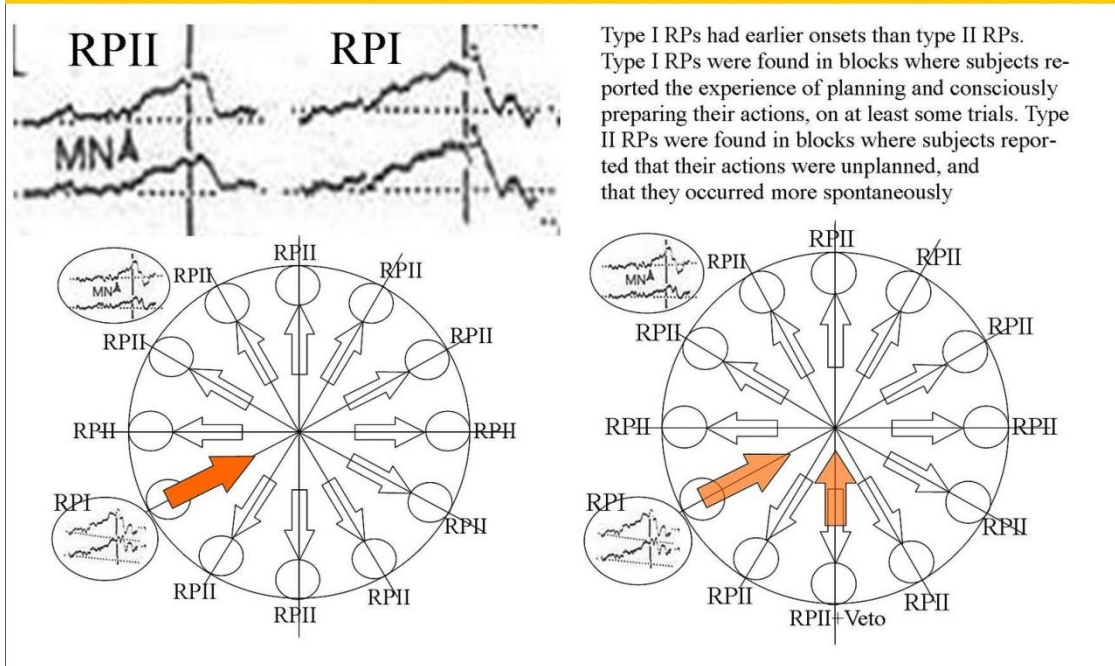 RPII
RPI
MN
Type I RPs had earlier onsets than type II RPs.
Type I RPs were found in blocks where subjects re-
ported the experience of planning and consciously
preparing their actions, on at least some trials. Type
II RPs were found in blocks where subjects repor-
ted that their actions were unplanned, and
that they occurred more spontaneously
RPII
RPII
RPII
MN
RPII
RPII
RPII
RPII
RPI
RPII
RPII
RPII
RPII
RPII
RPII
RPII
MN
RPII
RPII
RPII
RPII
RPI
RPII
RPII
RPII
RPII+Veto